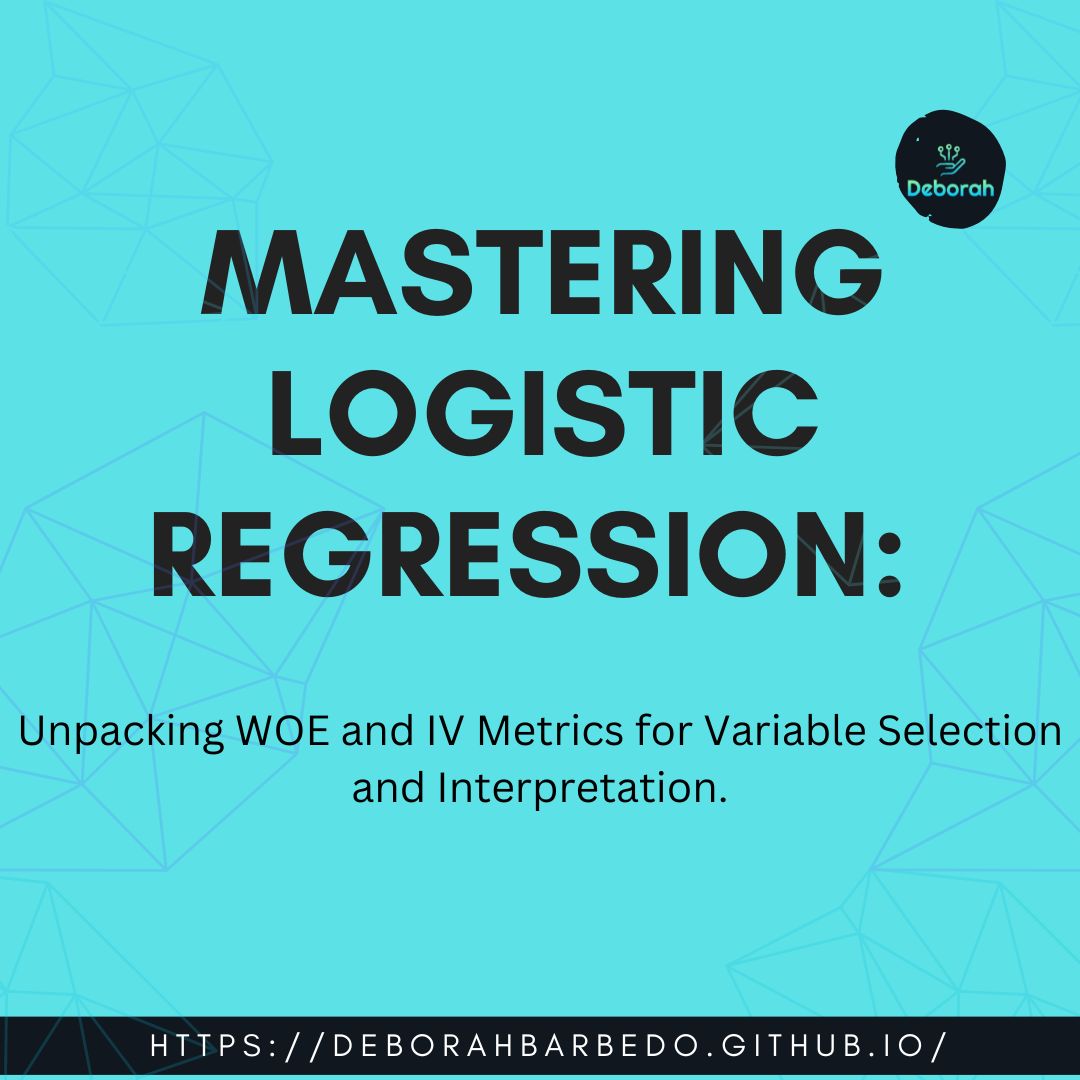 Deborah
MASTERING
LOGISTIC
REGRESSION:
Unpacking WOE and IV Metrics for Variable Selection
and Interpretation.
HTTPS://DEBORAHBARBEDO.GITHUB.IO/